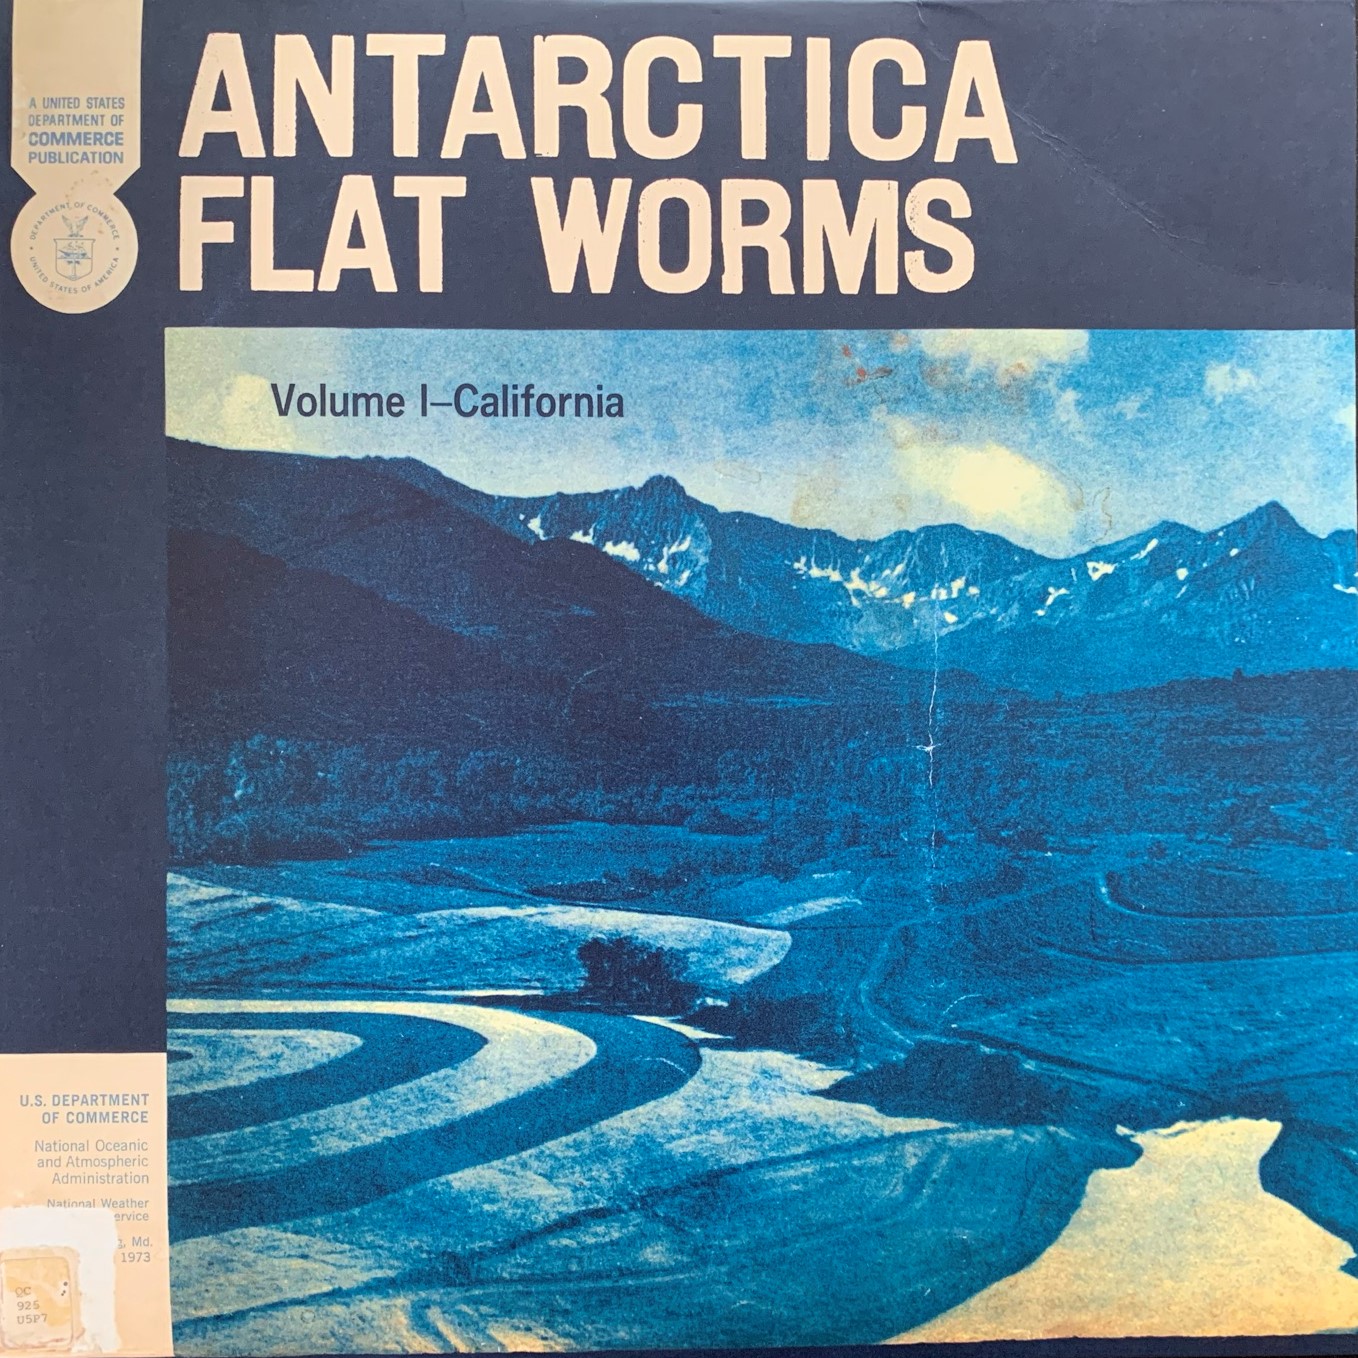 A UNITED STATES
DEPARTMENT OF
COMMERCE
PUBLICATION
DEPARTMENT OF COMMERCE
UNITED STATES OF AMERICA
ANTARCTICA
FLAT WORMS
Volume I–California
U.S. DEPARTMENT
OF COMMERCE
National Oceanic
and Atmospheric
Administration
National Weather
Md.
1973
QC
925
U5P7